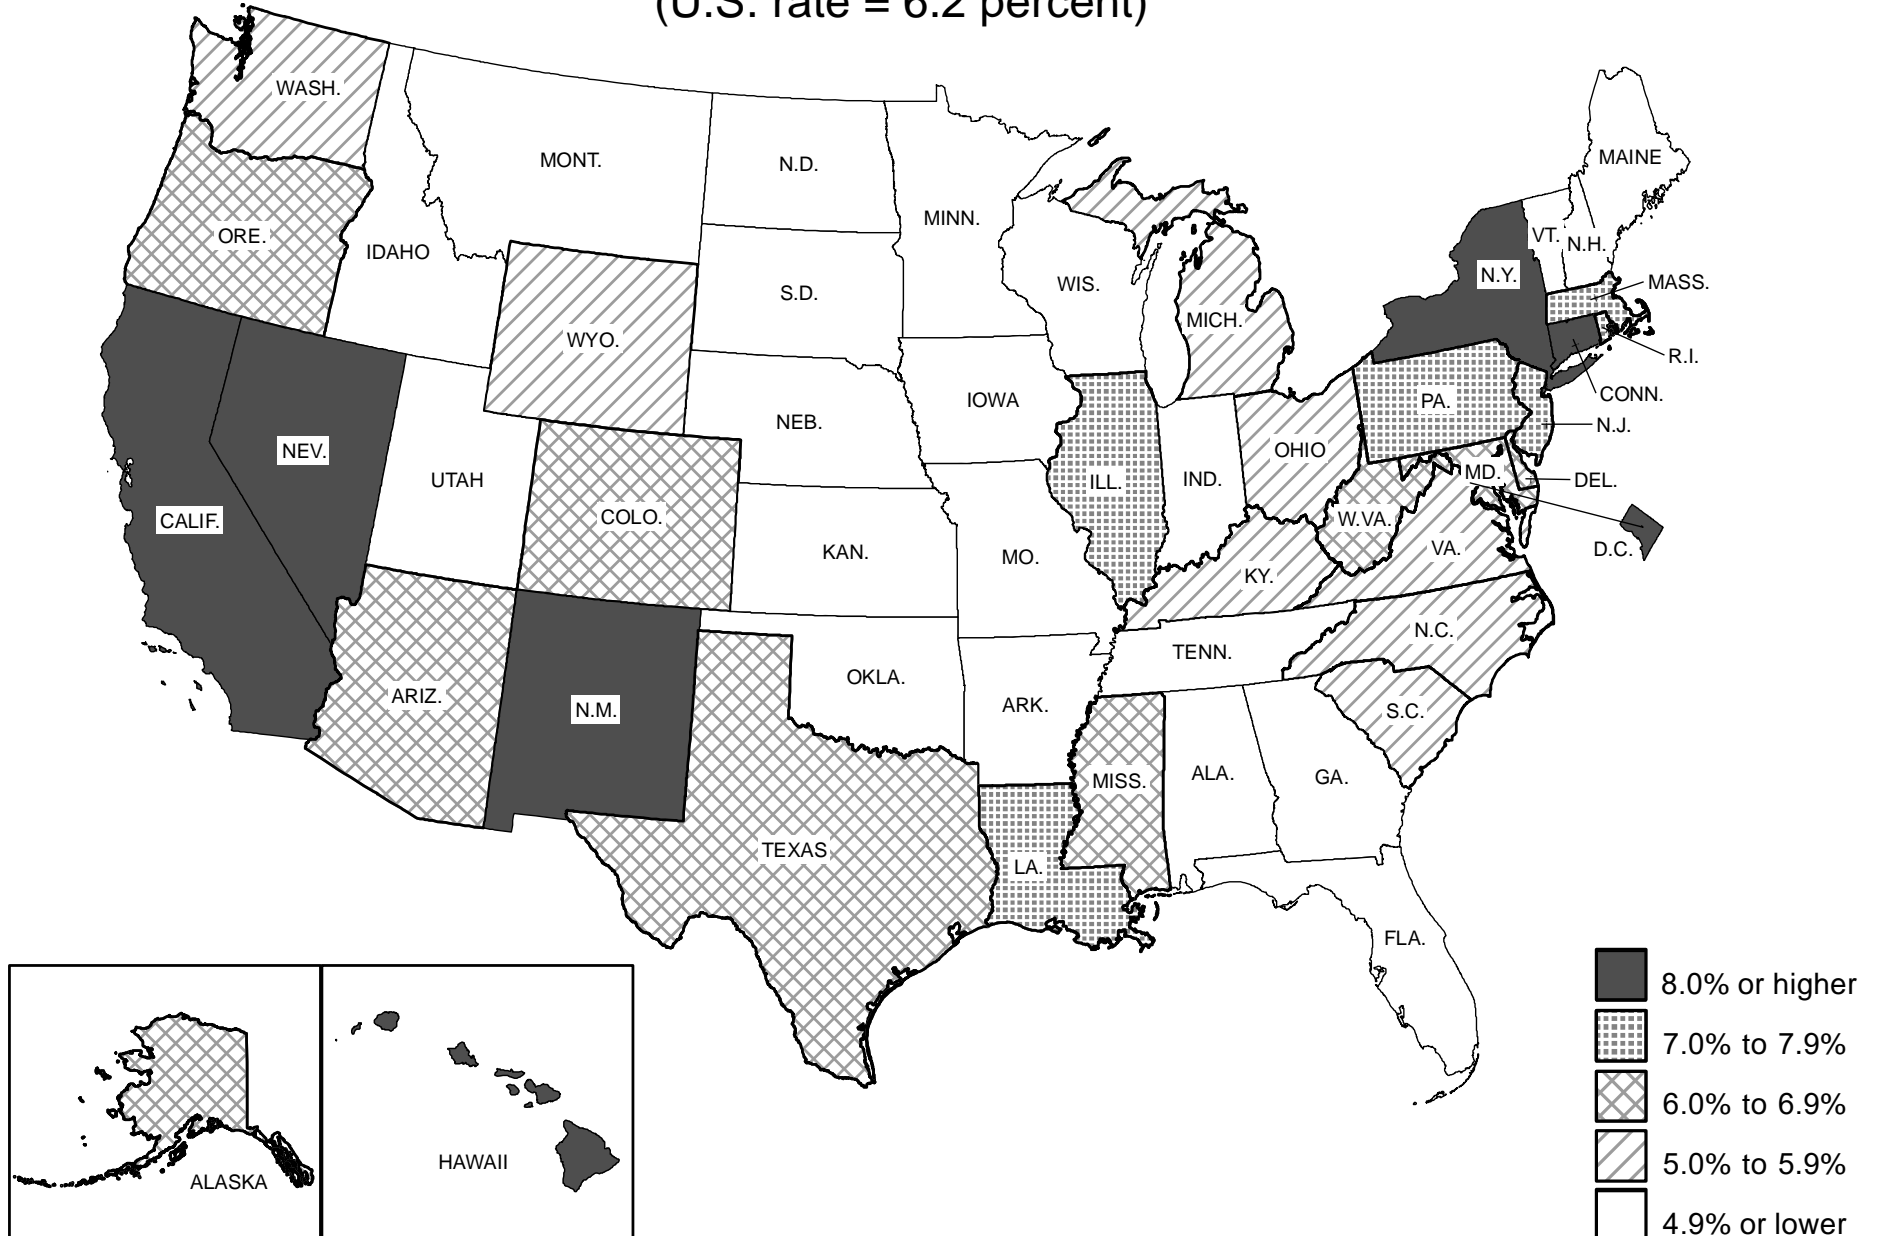 (U.S. rate = 6.2 percent)
WASH.
MONT.
N.D.
MAINE
MINN.
ORE.
VT.
N.H.
IDAHO
N.Y.
MASS.
WIS.
S.D.
MICH.
WYO.
R.I.
CONN.
IOWA
PA.
NEB.
N.J.
NEV.
OHIO
UTAH
ILL.
IND.
MD.
DEL.
CALIF.
COLO.
W.VA.
KAN.
MO.
VA.
D.C.
KY.
N.C.
TENN.
OKLA.
ARIZ.
N.M.
ARK.
S.C.
MISS.
ALA.
GA.
TEXAS
LA.
FLA.
HAWAII
ALASKA
8.0% or higher
7.0% to 7.9%
6.0% to 6.9%
5.0% to 5.9%
4.9% or lower